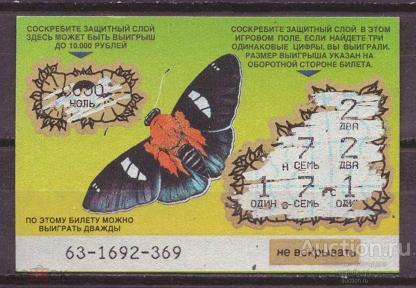 СОСКРЕБИТЕ ЗАЩИТНЫЙ СЛОЙ
ЗДЕСЬ МОЖЕТ БЫТЬ ВЫИГРЫШ
ДО 10.000 РУБЛЕЙ
СОСКРЕБИТЕ ЗАЩИТНЫЙ СЛОЙ В ЭТОМ
ИГРОВОМ ПОЛЕ. ЕСЛИ НАЙДЕТЕ ТРИ
ОДИНАКОВЫЕ ЦИФРЫ, ВЫ ВЫИГРАЛИ.
РАЗМЕР ВЫИГРЫША УКАЗАН НА
ОБОРОТНОЙ СТОРОНЕ БИЛЕТА.
НОЛЬ
2
ДВА
7 2
СЕМЬ ДВА
1 7 1
ОДИН СЕМЬ
ПО ЭТОМУ БИЛЕТУ МОЖНО
ВЫИГРАТЬ ДВАЖДЫ
63-1692-369
не вскрывать
Auction.ru